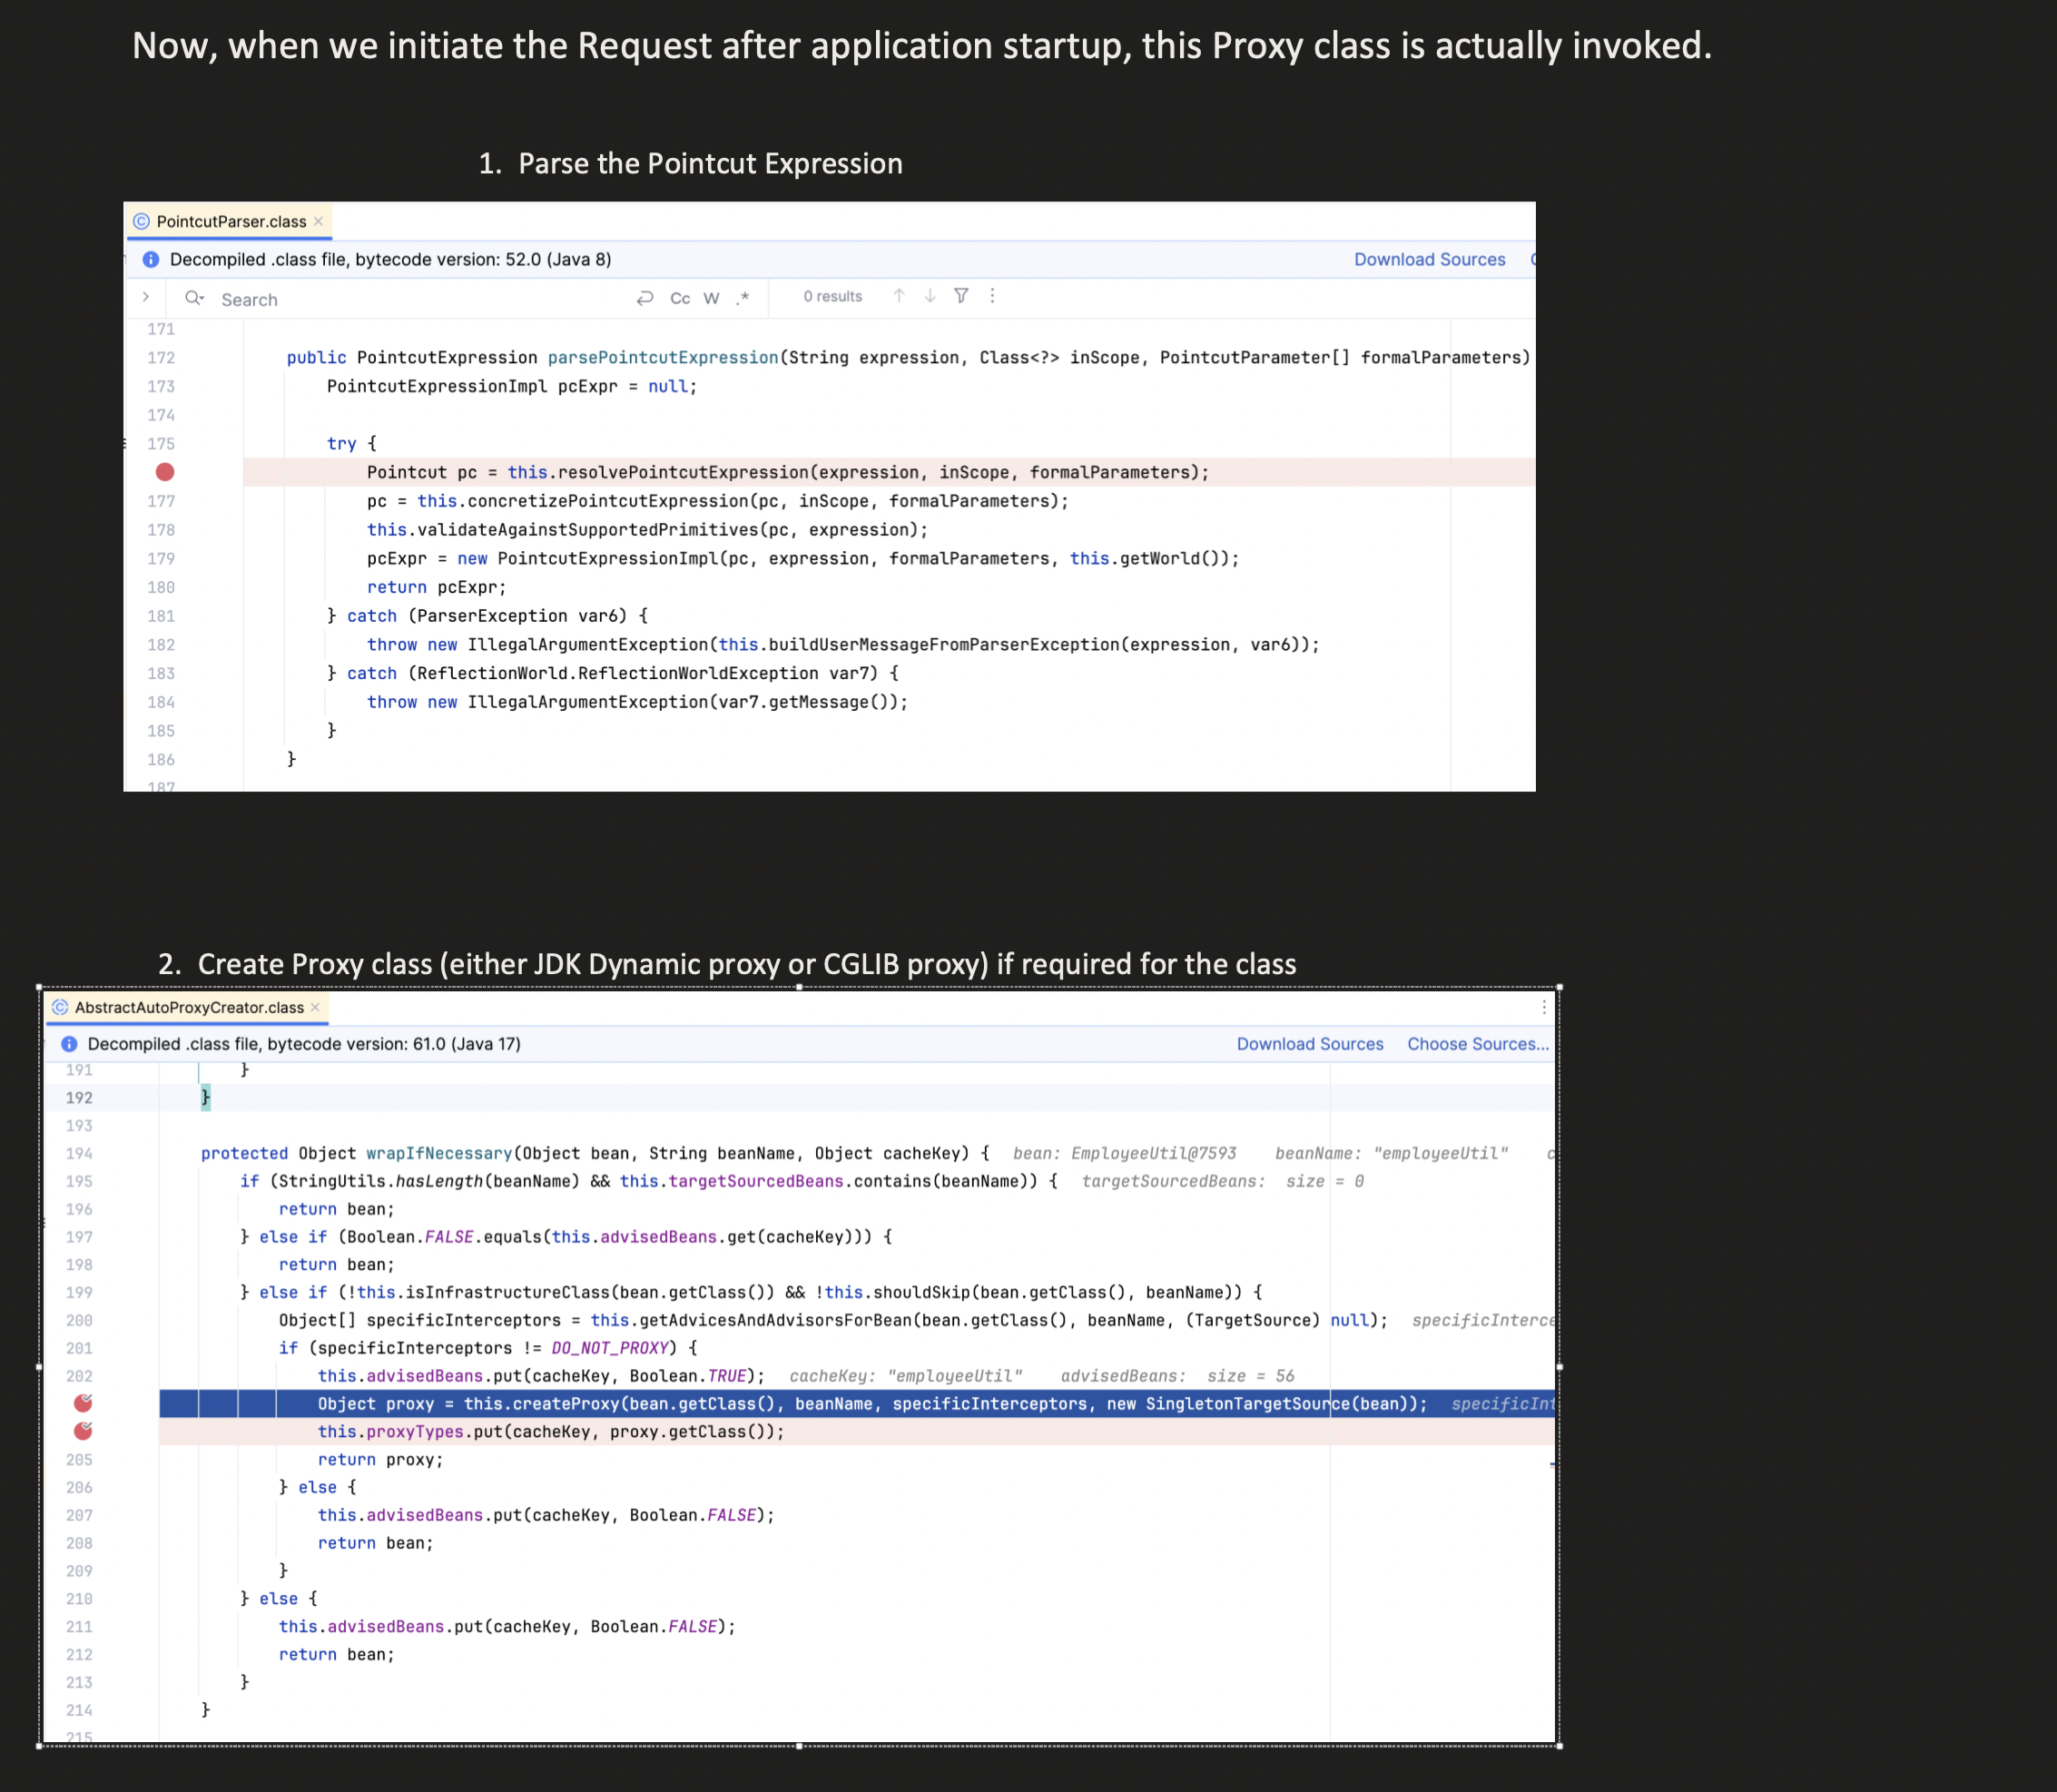 Now, when we initiate the Request after application startup, this Proxy class is actually invoked.
1. Parse the Pointcut Expression
PointcutParser.class
Decompiled .class file, bytecode version: 52.0 (Java 8) Download Sources
Search Cc W .* 0 results
171
172 public PointcutExpression parsePointcutExpression(String expression, Class<?> inScope, PointcutParameter[] formalParameters)
173 PointcutExpressionImpl pcExpr = null;
174
175 try {
Pointcut pc = this.resolvePointcutExpression(expression, inScope, formalParameters);
177 pc = this.concretizePointcutExpression(pc, inScope, formalParameters);
178 this.validateAgainstSupportedPrimitives(pc, expression);
179 pcExpr = new PointcutExpressionImpl(pc, expression, formalParameters, this.getWorld());
180 return pcExpr;
181 } catch (ParserException var6) {
182 throw new IllegalArgumentException(this.buildUserMessageFromParserException(expression, var6));
183 } catch (ReflectionWorld.ReflectionWorldException var7) {
184 throw new IllegalArgumentException(var7.getMessage());
185 }
186 }
187
2. Create Proxy class (either JDK Dynamic proxy or CGLIB proxy) if required for the class
AbstractAutoProxyCreator.class
Decompiled .class file, bytecode version: 61.0 (Java 17) Download Sources Choose Sources...
191 }
192 }
193
194 protected Object wrapIfNecessary(Object bean, String beanName, Object cacheKey) { bean: EmployeeUtil@7593 beanName: "employeeUtil" c
195 if (StringUtils.hasLength(beanName) && this.targetSourcedBeans.contains(beanName)) { targetSourcedBeans: size = 0
196 return bean;
197 } else if (Boolean.FALSE.equals(this.advisedBeans.get(cacheKey))) {
198 return bean;
199 } else if (!this.isInfrastructureClass(bean.getClass()) && !this.shouldSkip(bean.getClass(), beanName)) {
200 Object[] specificInterceptors = this.getAdvicesAndAdvisorsForBean(bean.getClass(), beanName, (TargetSource) null); specificInterce
201 if (specificInterceptors != DO_NOT_PROXY) {
202 this.advisedBeans.put(cacheKey, Boolean.TRUE); cacheKey: "employeeUtil" advisedBeans: size = 56
Object proxy = this.createProxy(bean.getClass(), beanName, specificInterceptors, new SingletonTargetSource(bean)); specificInt
this.proxyTypes.put(cacheKey, proxy.getClass());
205 return proxy;
206 } else {
207 this.advisedBeans.put(cacheKey, Boolean.FALSE);
208 return bean;
209 }
210 } else {
211 this.advisedBeans.put(cacheKey, Boolean.FALSE);
212 return bean;
213 }
214 }
215